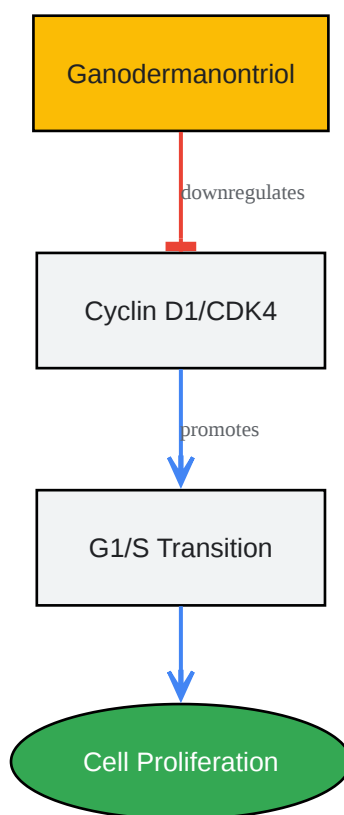 Ganodermanontriol
downregulates
Cyclin D1/CDK4
promotes
G1/S Transition
Cell Proliferation